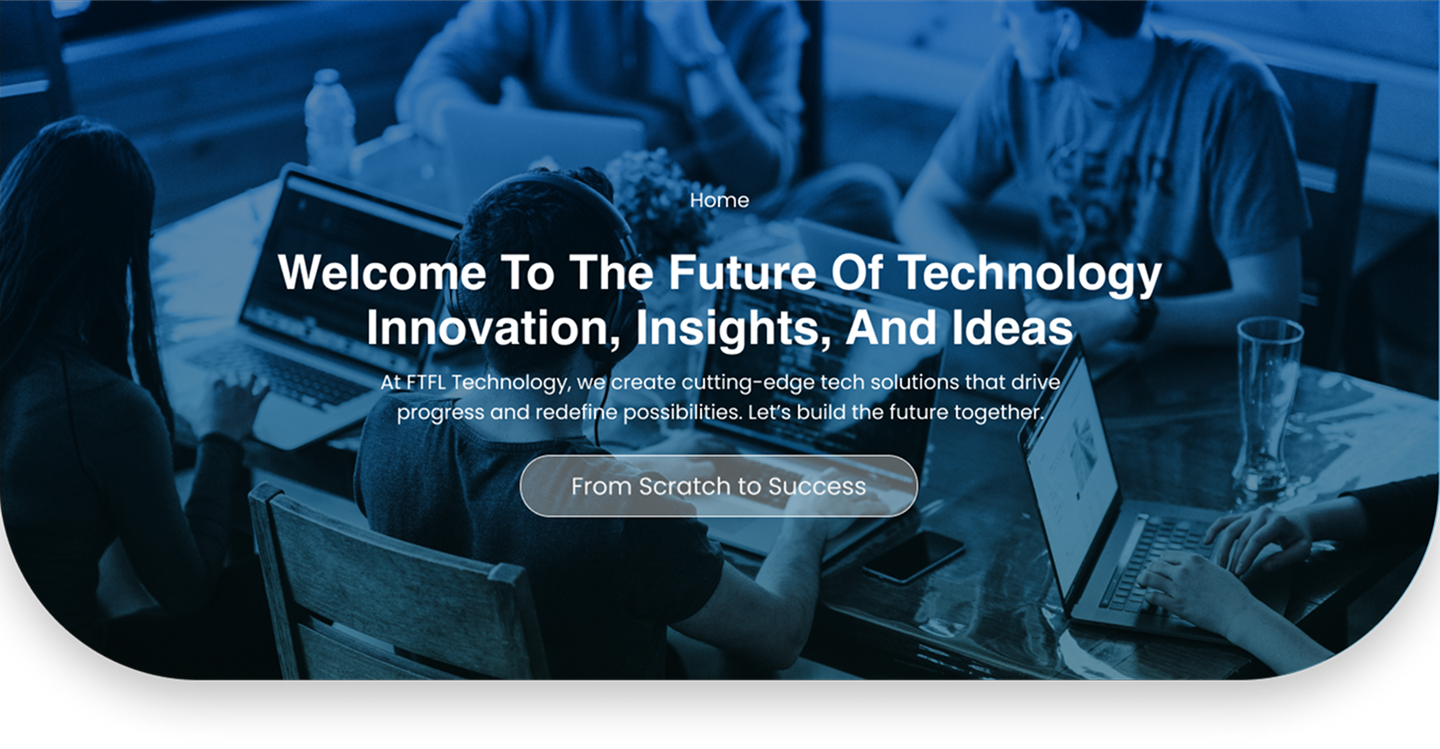 Home
Welcome To The Future Of Technology
Innovation, Insights, And Ideas
At FTFL Technology, we create cutting-edge tech solutions that drive
progress and redefine possibilities. Let's build the future together.
From Scratch to Success